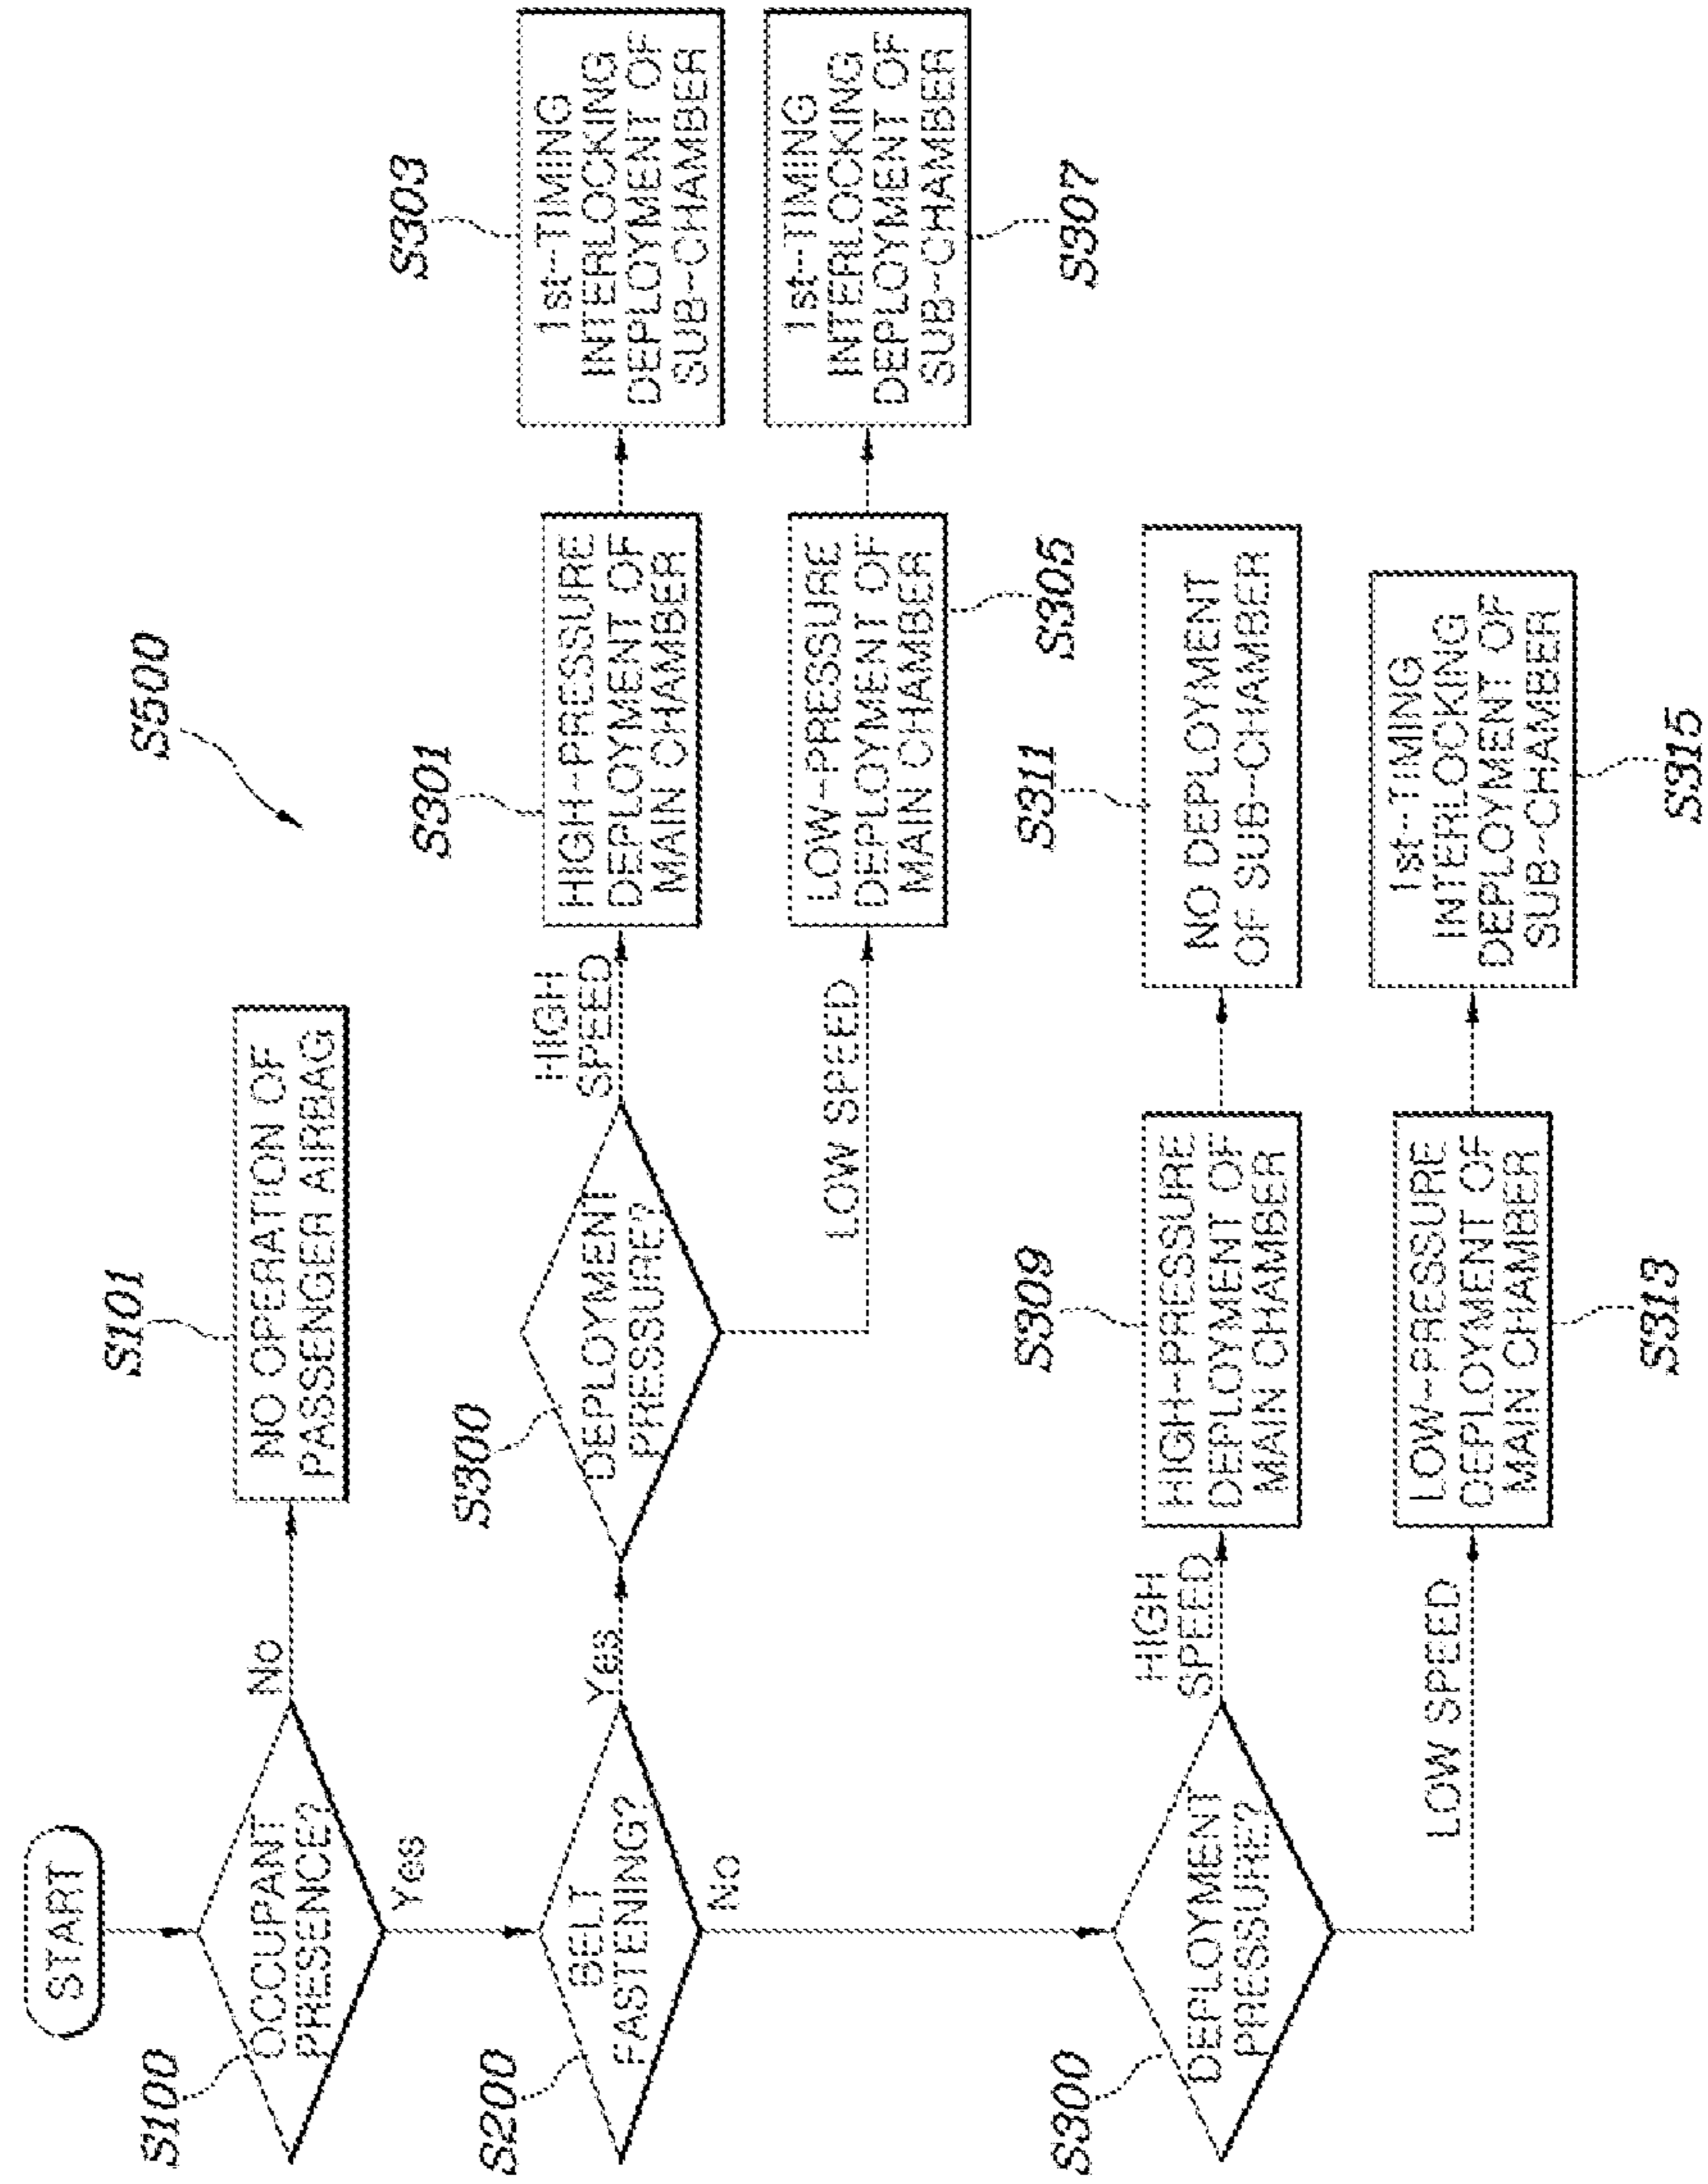 START
S100
OCCUPANT
PRESENCE?
No
S101
NO OPERATION OF
PASSENGER AIRBAG
Yes
S500
S200
BELT
FASTENING?
Yes
S300
DEPLOYMENT
PRESSURE?
HIGH
SPEED
S301
HIGH-PRESSURE
DEPLOYMENT OF
MAIN CHAMBER
S303
1st-TIMING
INTERLOCKING
DEPLOYMENT OF
SUB-CHAMBER
LOW SPEED
LOW-PRESSURE
DEPLOYMENT OF
MAIN CHAMBER
S305
1st-TIMING
INTERLOCKING
DEPLOYMENT OF
SUB-CHAMBER
S307
No
S300
DEPLOYMENT
PRESSURE?
HIGH
SPEED
S309
HIGH-PRESSURE
DEPLOYMENT OF
MAIN CHAMBER
S311
NO DEPLOYMENT
OF SUB-CHAMBER
LOW SPEED
LOW-PRESSURE
DEPLOYMENT OF
MAIN CHAMBER
S313
1st-TIMING
INTERLOCKING
DEPLOYMENT OF
SUB-CHAMBER
S315